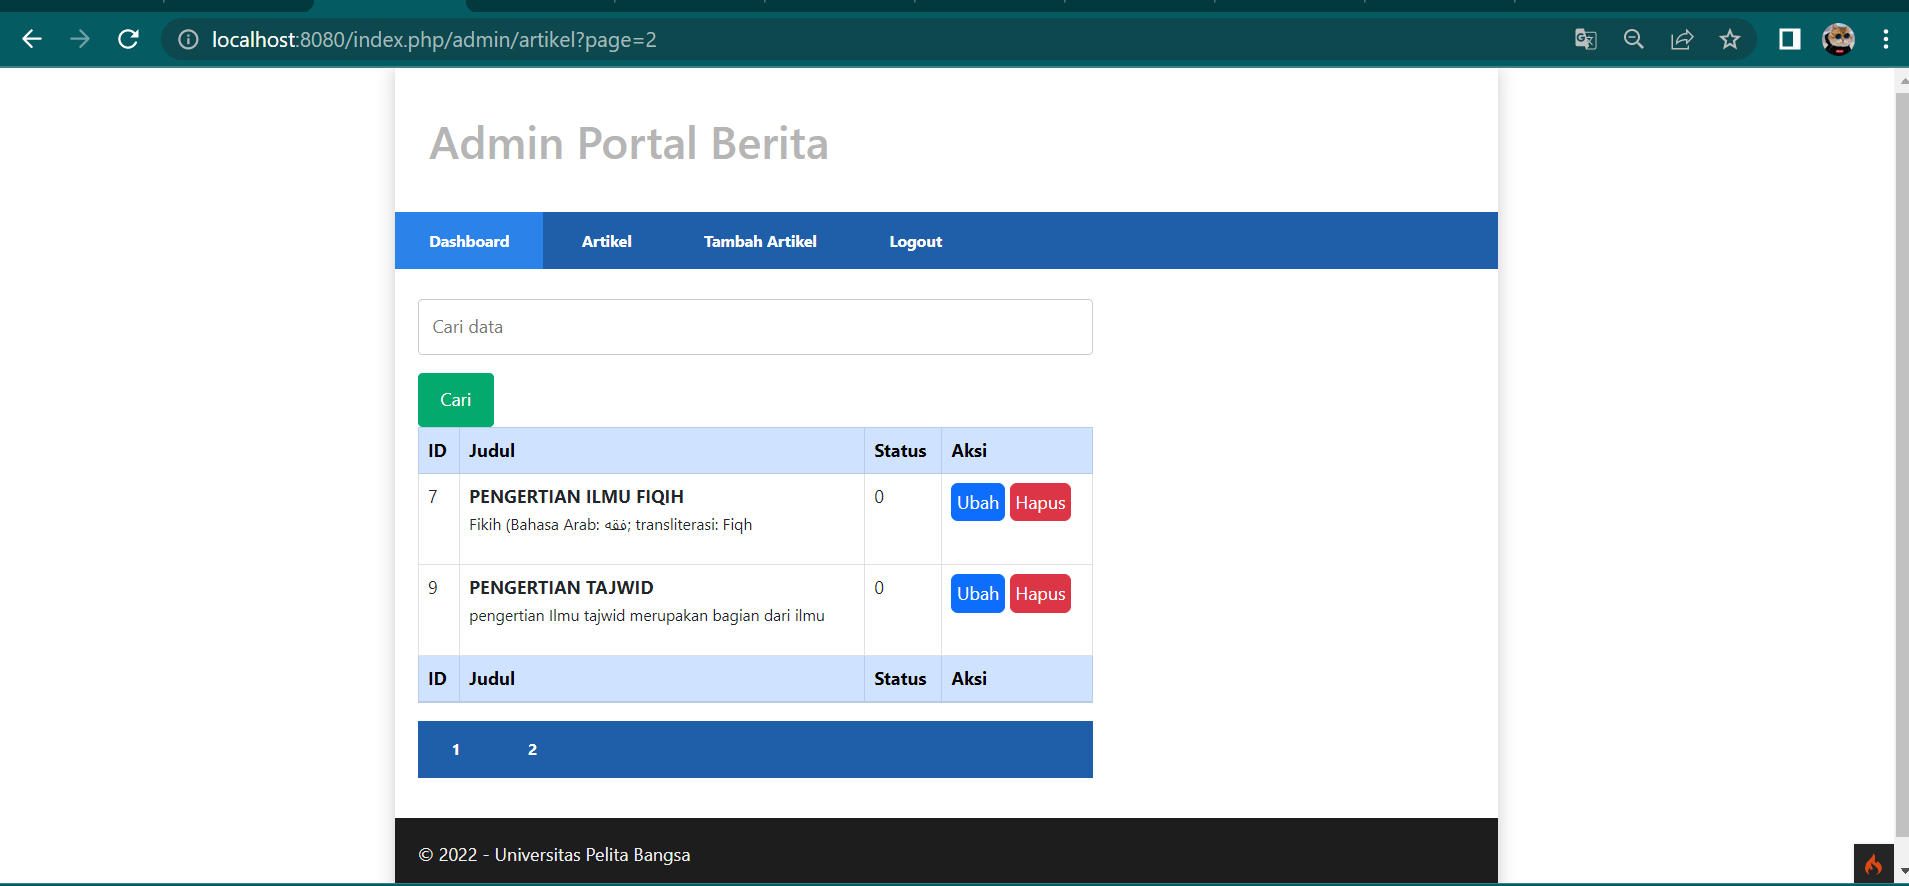 localhost:8080/index.php/admin/artikel?page=2
Admin Portal Berita
Dashboard Artikel Tambah Artikel Logout
Cari data
Cari
ID Judul Status Aksi
7 PENGERTIAN ILMU FIQIH 0 Ubah Hapus
Fikih (Bahasa Arab: فقه; transliterasi: Fiqh
9 PENGERTIAN TAJWID 0 Ubah Hapus
pengertian Ilmu tajwid merupakan bagian dari ilmu
ID Judul Status Aksi
1 2
© 2022 - Universitas Pelita Bangsa